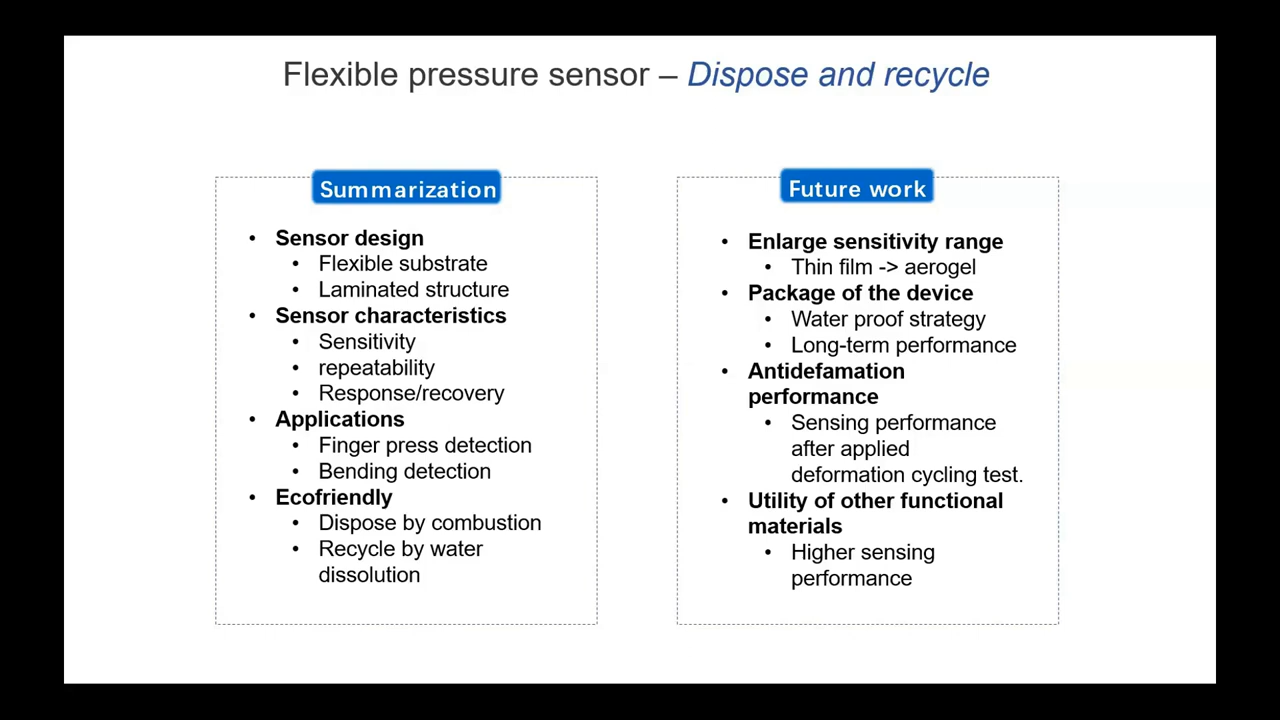 Flexible pressure sensor – Dispose and recycle
Summarization
• Sensor design
• Flexible substrate
• Laminated structure
• Sensor characteristics
• Sensitivity
• repeatability
• Response/recovery
• Applications
• Finger press detection
• Bending detection
• Ecofriendly
• Dispose by combustion
• Recycle by water
dissolution
Future work
• Enlarge sensitivity range
• Thin film -> aerogel
• Package of the device
• Water proof strategy
• Long-term performance
• Antidefamation
performance
• Sensing performance
after applied
deformation cycling test.
• Utility of other functional
materials
• Higher sensing
performance